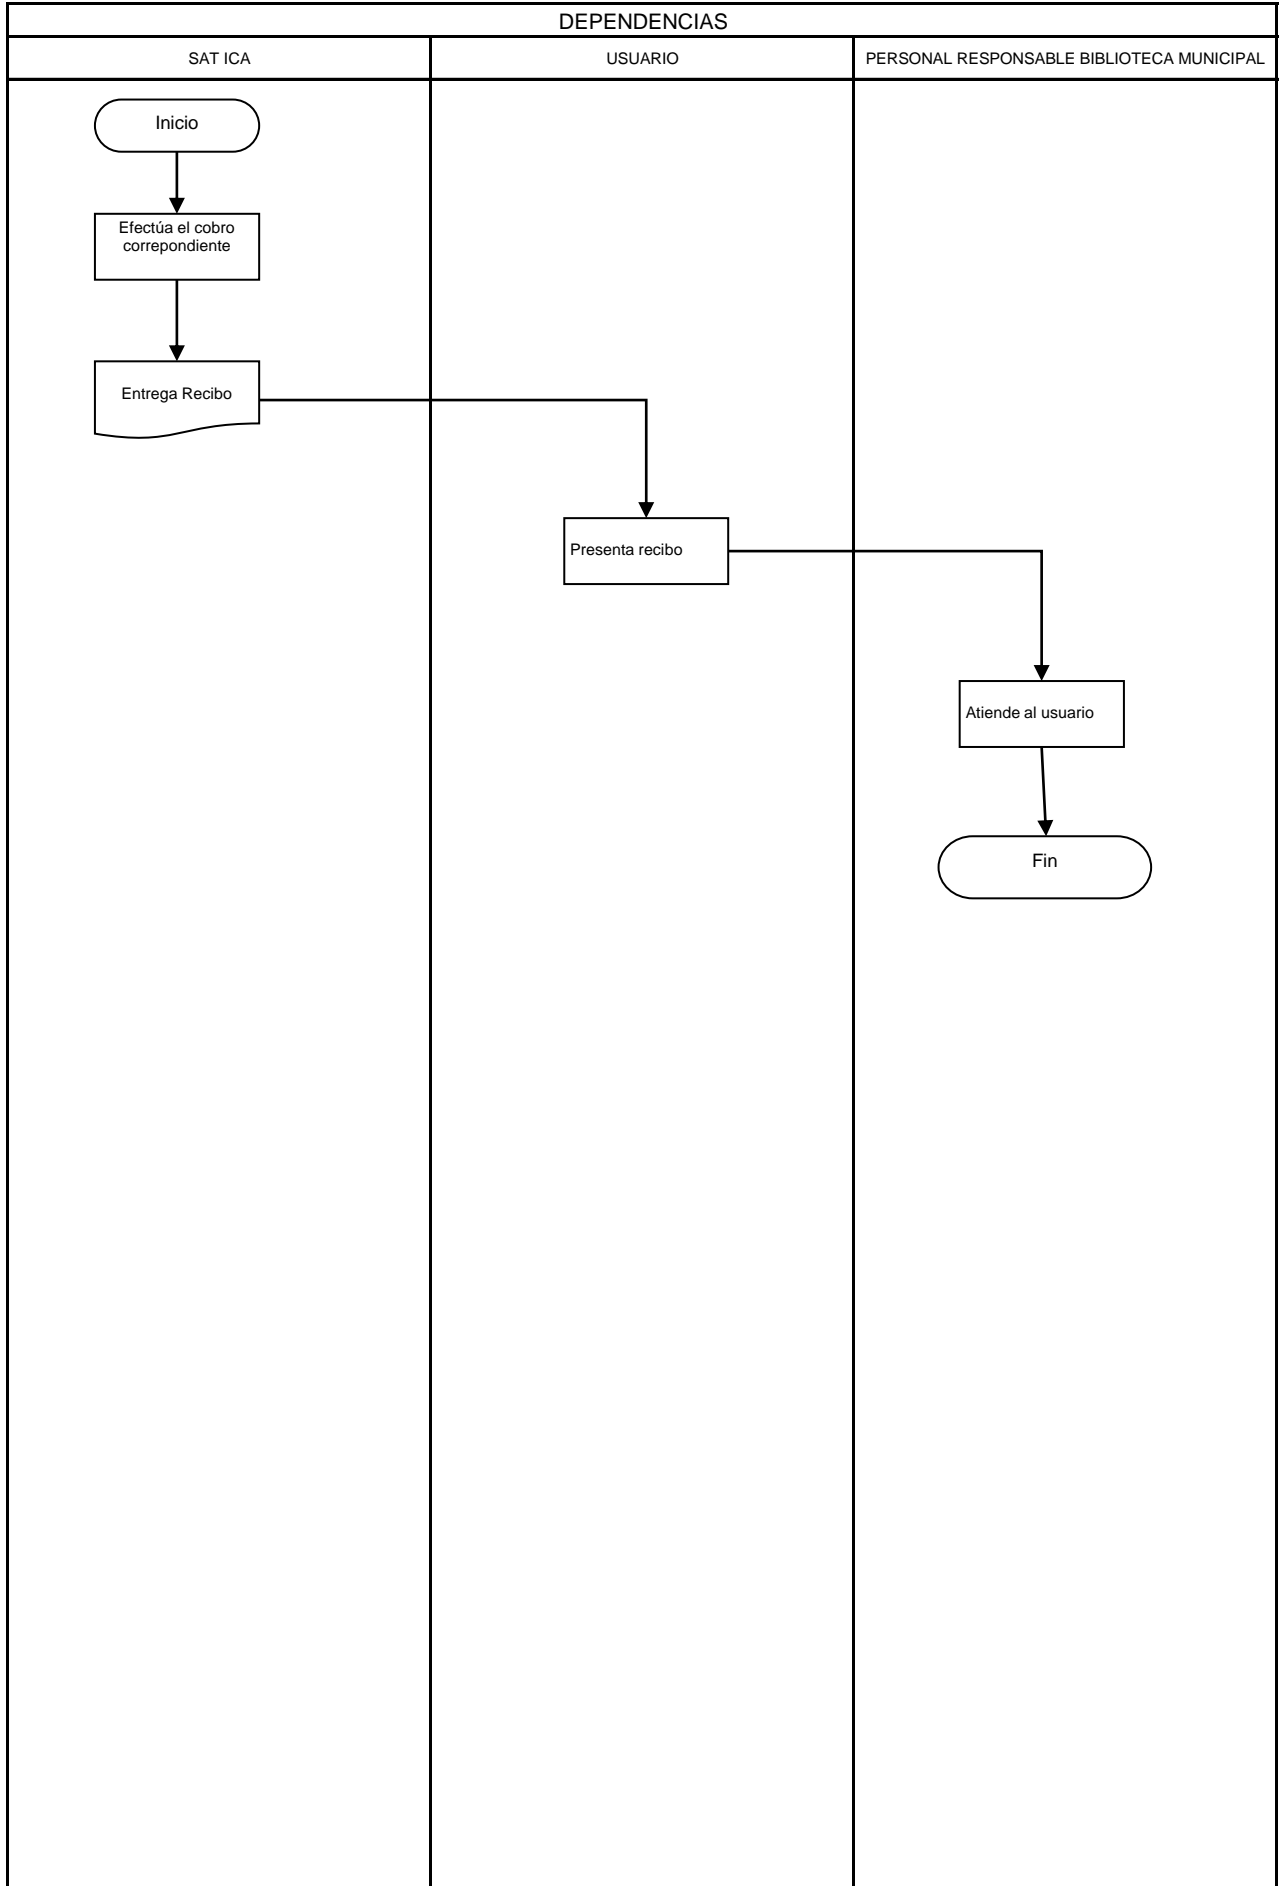 DEPENDENCIAS
SAT ICA
USUARIO
PERSONAL RESPONSABLE BIBLIOTECA MUNICIPAL
Inicio
Efectúa el cobro
correpondiente
Entrega Recibo
Presenta recibo
Atiende al usuario
Fin